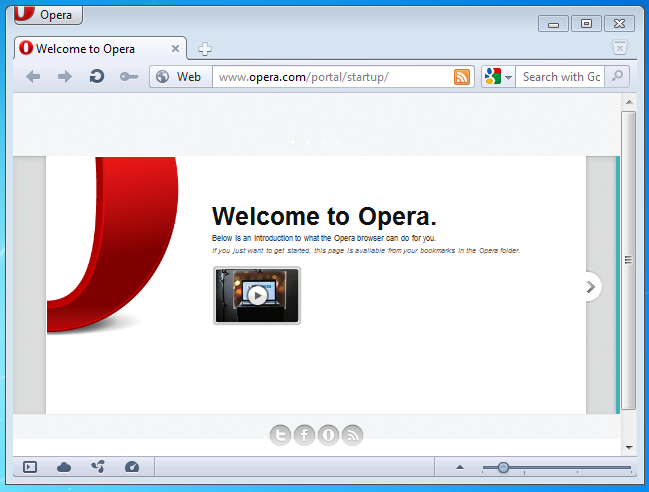 Opera
Welcome to Opera
Web
www.opera.com/portal/startup/
Search with Gc
Welcome to Opera.
Below is an introduction to what the Opera browser can do for you.
If you just want to get started, this page is available from your bookmarks in the Opera folder.